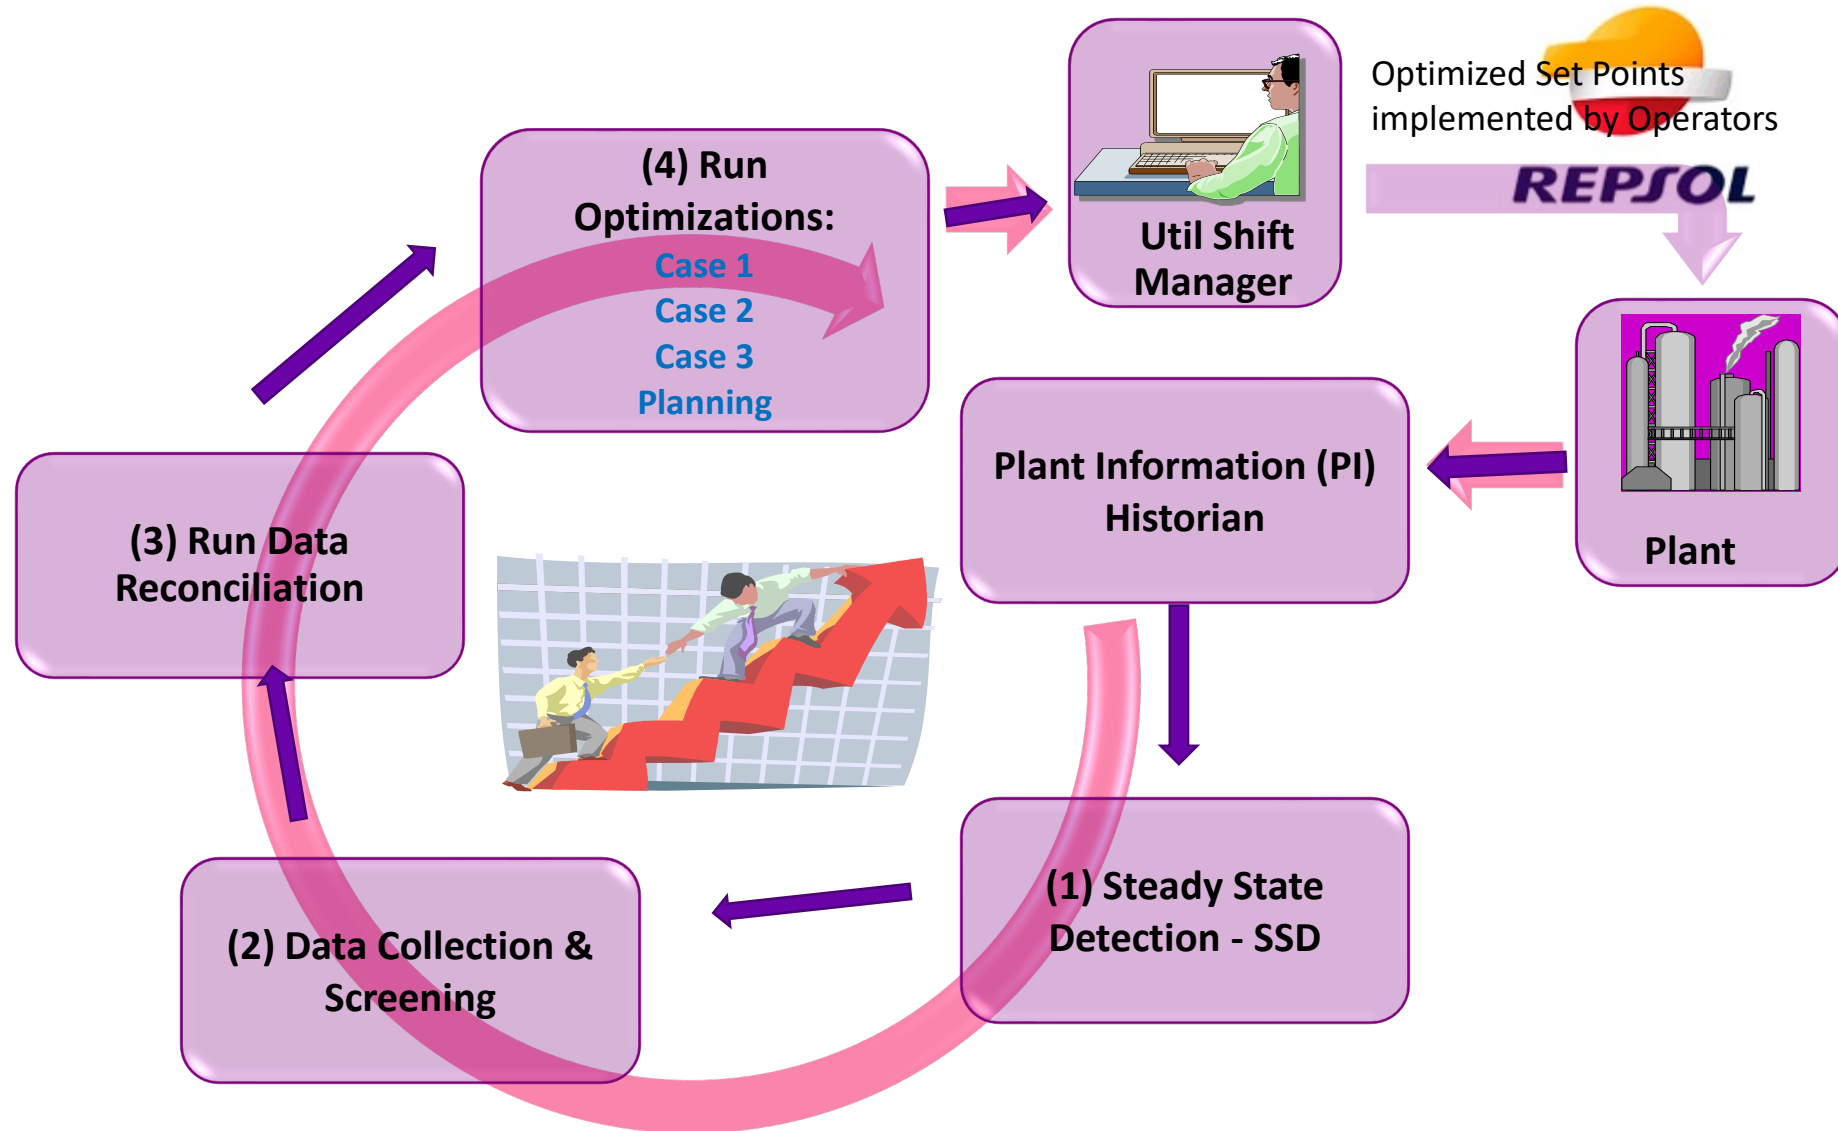 Optimized Set Points
implemented by Operators
REPSOL
(4) Run
Optimizations:
Case 1
Case 2
Case 3
Planning
Util Shift
Manager
Plant
Plant Information (PI)
Historian
(3) Run Data
Reconciliation
(1) Steady State
Detection - SSD
(2) Data Collection &
Screening